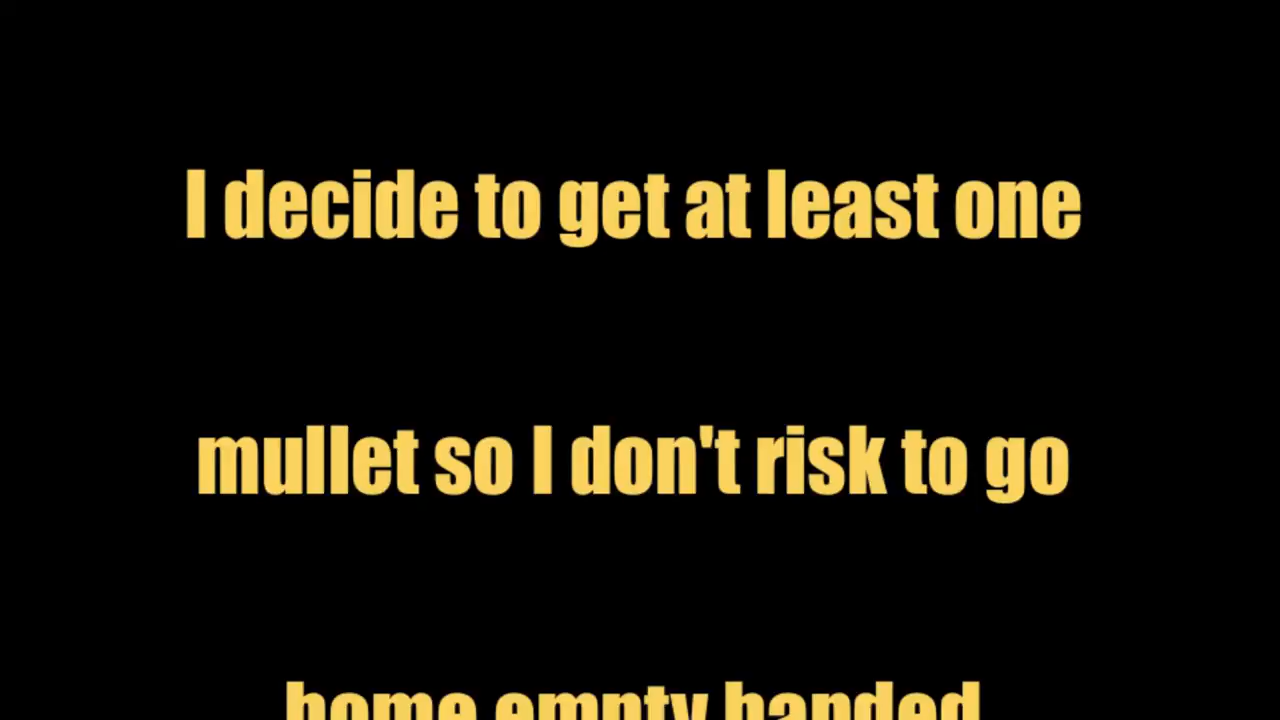 I decide to get at least one
mullet so I don't risk to go
home empty handed